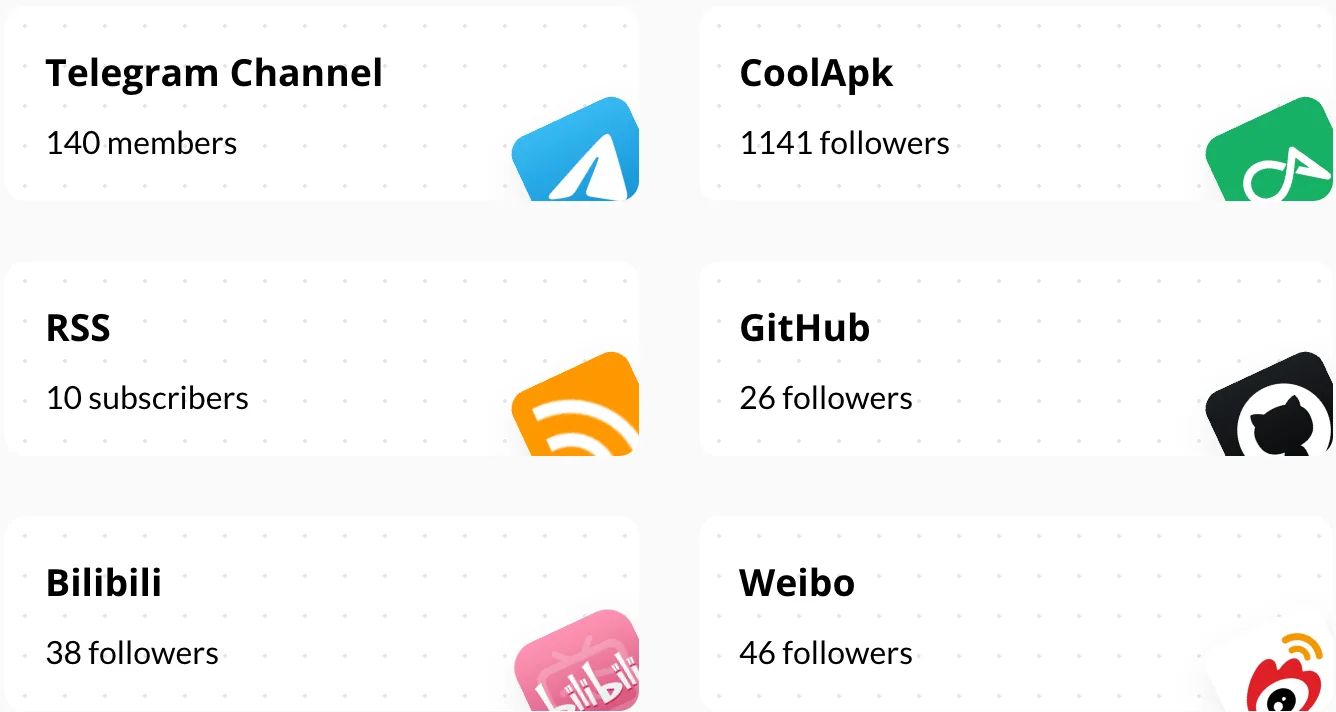 Telegram Channel
140 members
CoolApk
1141 followers
RSS
10 subscribers
GitHub
26 followers
Bilibili
38 followers
bilibili
Weibo
46 followers